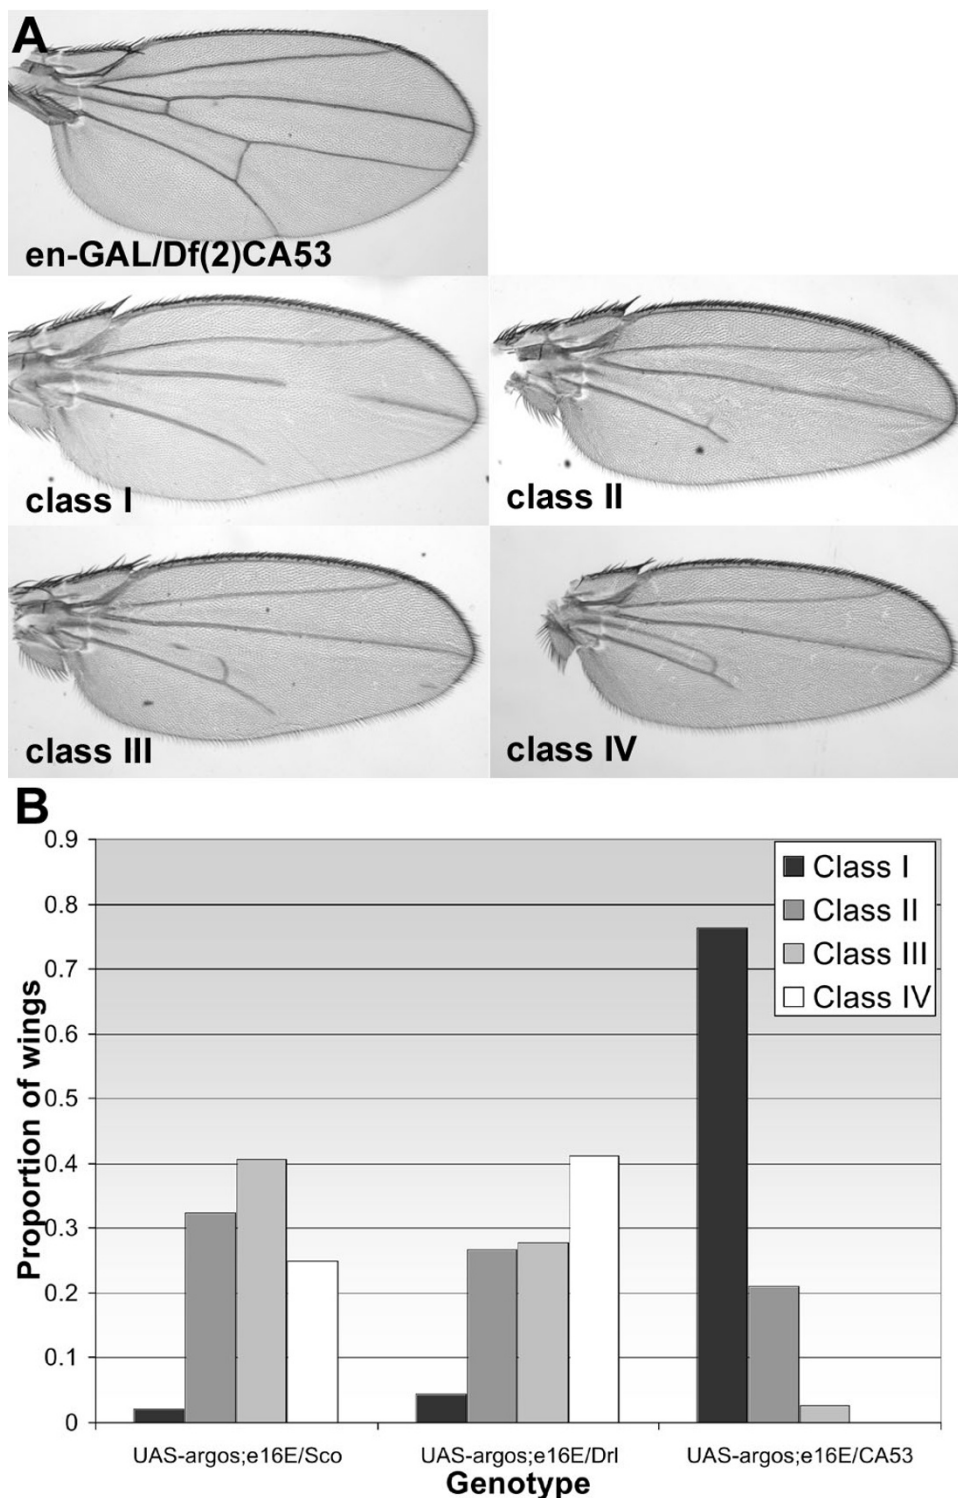 A
en-GAL/Df(2)CA53
class I
class II
class III
class IV
B
0.9
0.8
0.7
0.6
0.5
0.4
0.3
0.2
0.1
0
Proportion of wings
Class I
Class II
Class III
Class IV
UAS-argos;e16E/Sco
UAS-argos;e16E/Drl
UAS-argos;e16E/CA53
Genotype